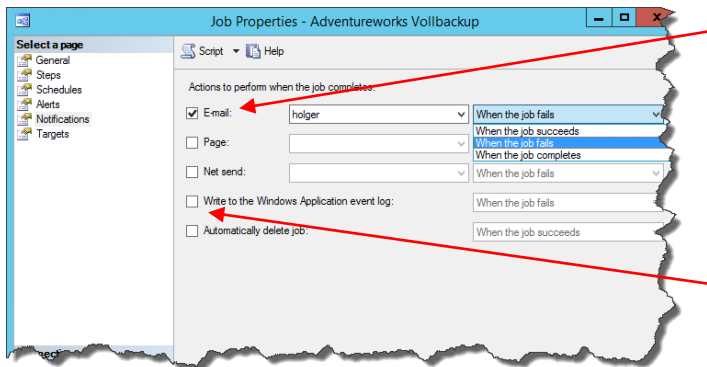 Job Properties - Adventureworks Vollbackup
Select a page
Script Help
General
Steps
Schedules
Alerts
Notifications
Targets
Actions to perform when the job completes:
E-mail: holger When the job fails
When the job succeeds
When the job fails
When the job completes
Page:
Net send: When the job fails
Write to the Windows Application event log: When the job fails
Automatically delete job: When the job succeeds